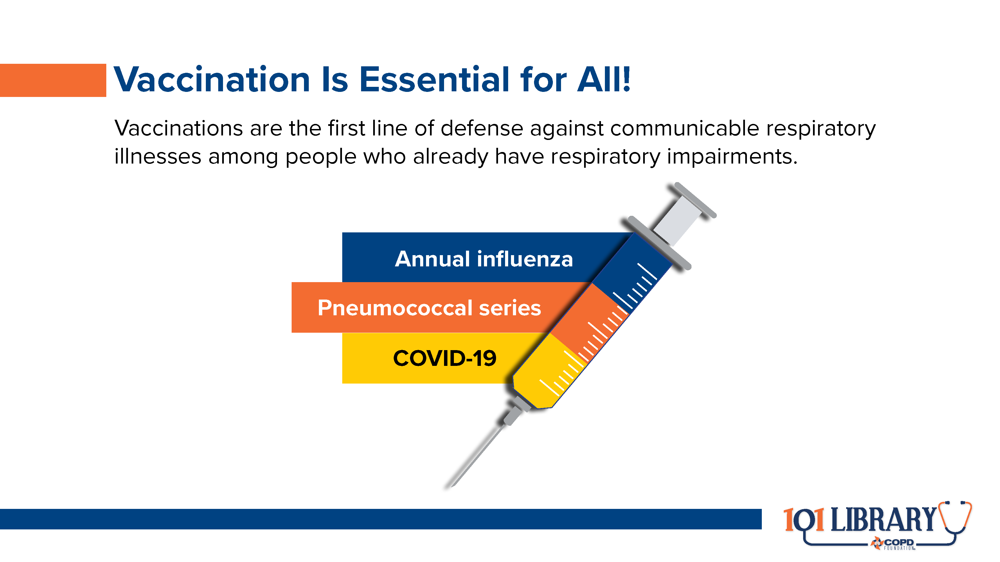 Vaccination Is Essential for All!
Vaccinations are the first line of defense against communicable respiratory
illnesses among people who already have respiratory impairments.
Annual influenza
Pneumococcal series
COVID-19
101 LIBRARY
COPD
FOUNDATION®